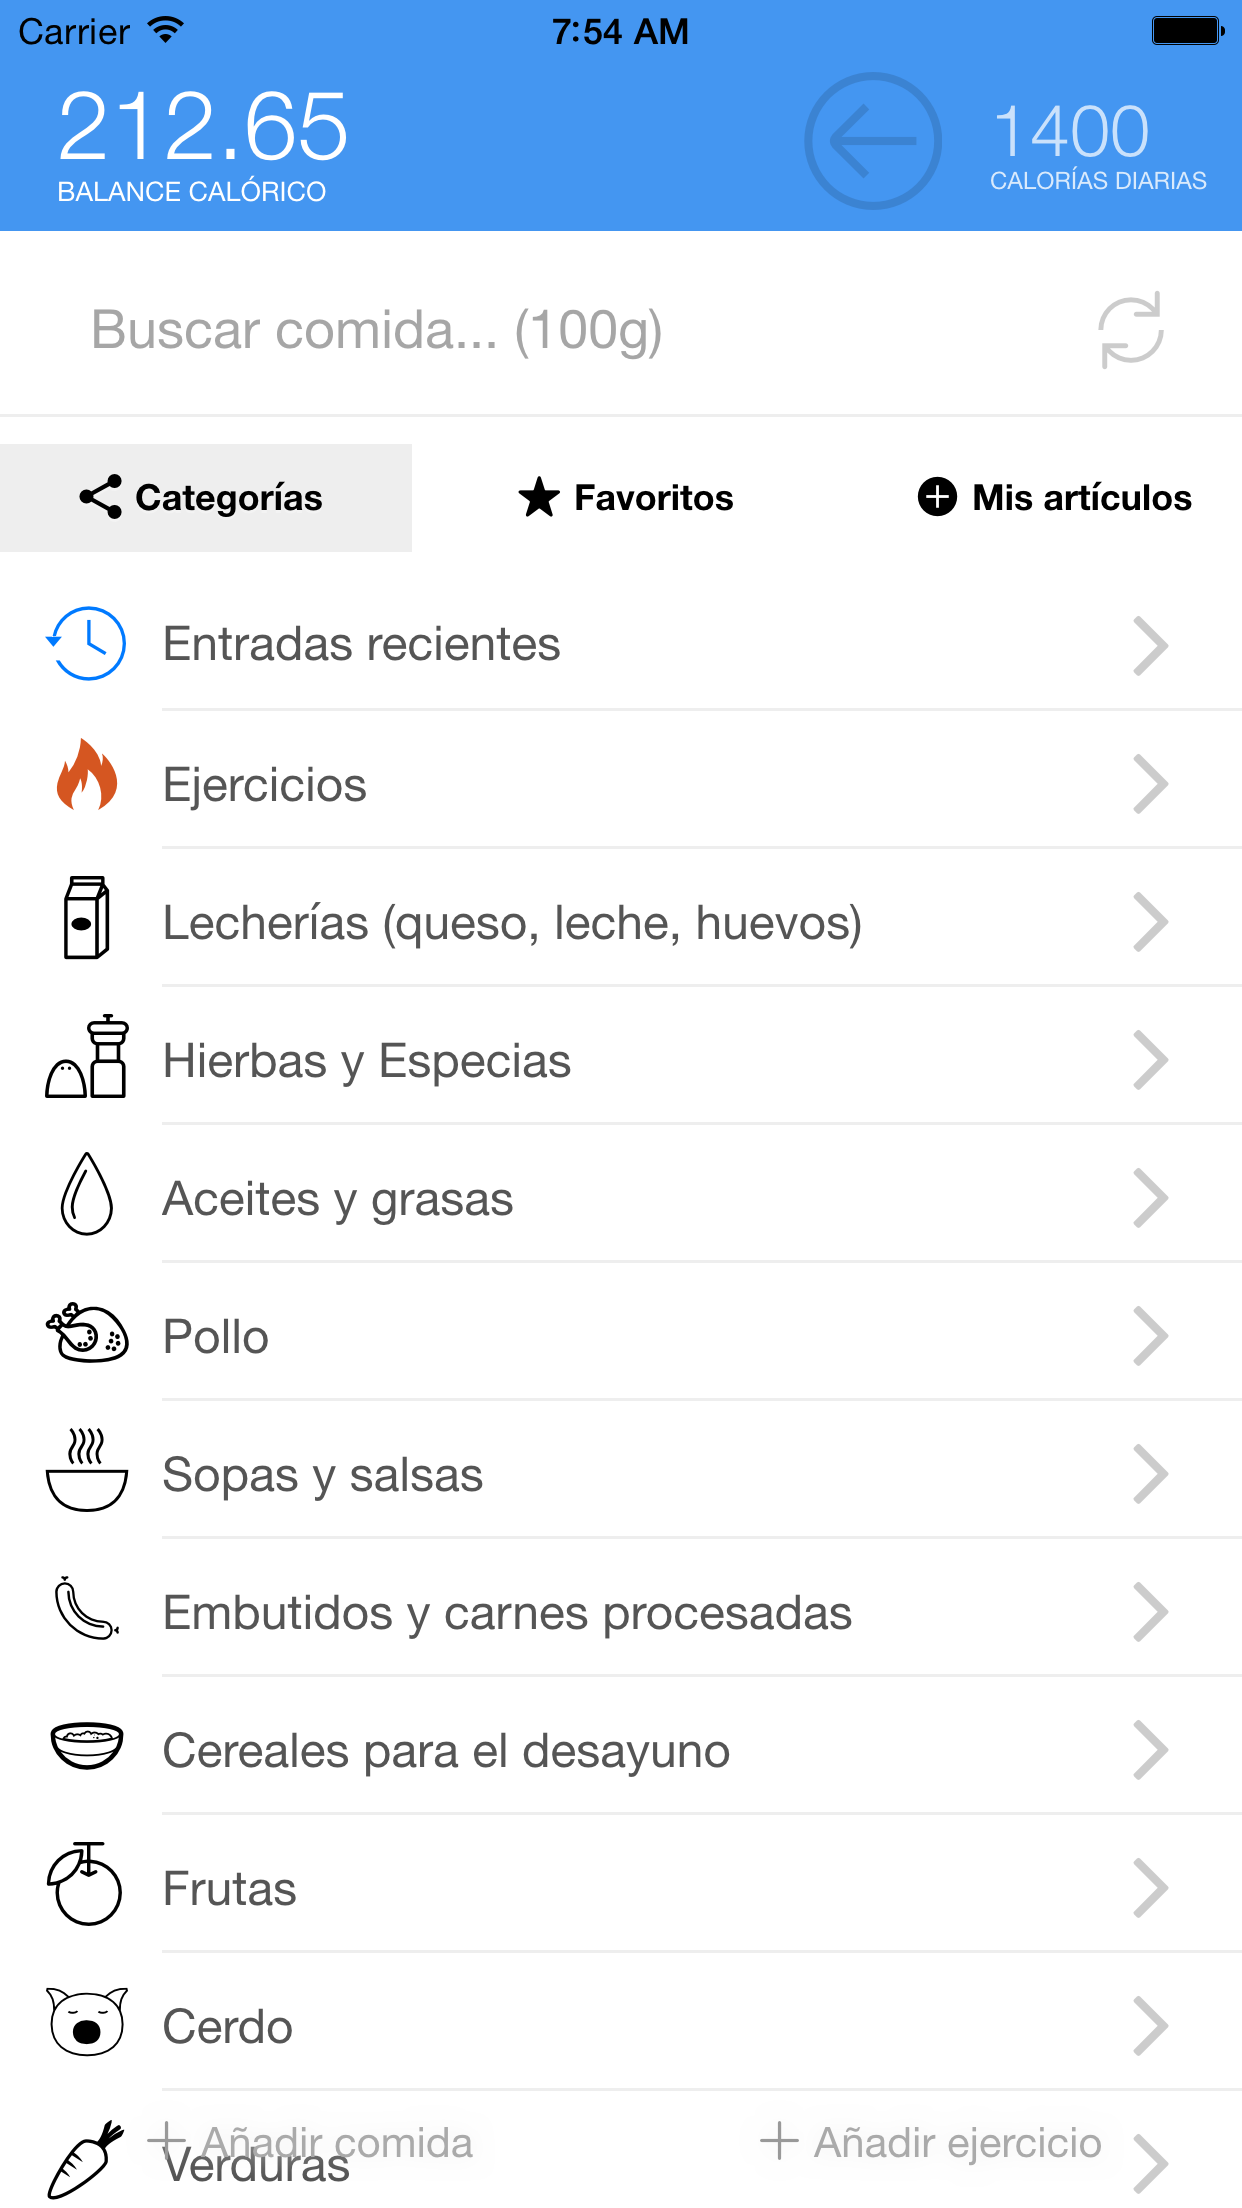 Carrier 7:54 AM
212.65 1400
BALANCE CALÓRICO CALORÍAS DIARIAS
Buscar comida... (100g)
Categorías Favoritos Mis artículos
Entradas recientes
Ejercicios
Lecherías (queso, leche, huevos)
Hierbas y Especias
Aceites y grasas
Pollo
Sopas y salsas
Embutidos y carnes procesadas
Cereales para el desayuno
Frutas
Cerdo
Añadir comida Añadir ejercicio
Verduras